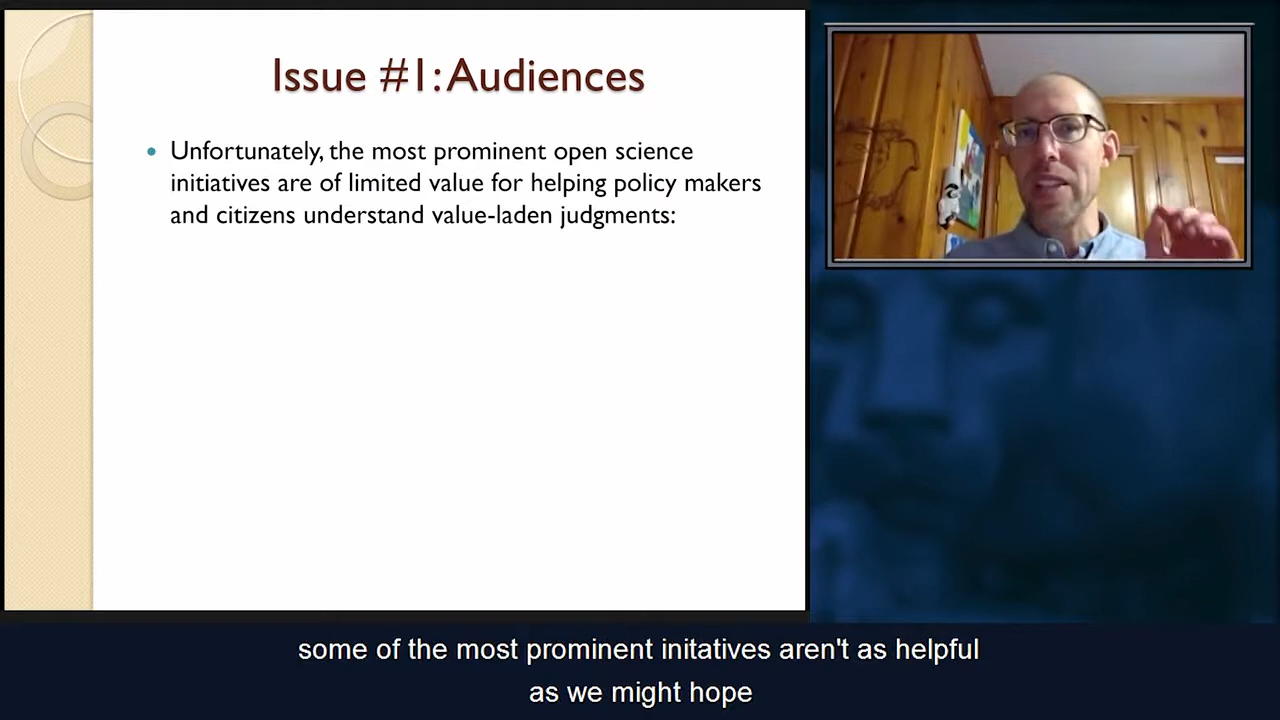 Issue #1: Audiences
Unfortunately, the most prominent open science
initiatives are of limited value for helping policy makers
and citizens understand value-laden judgments:
some of the most prominent initatives aren't as helpful
as we might hope